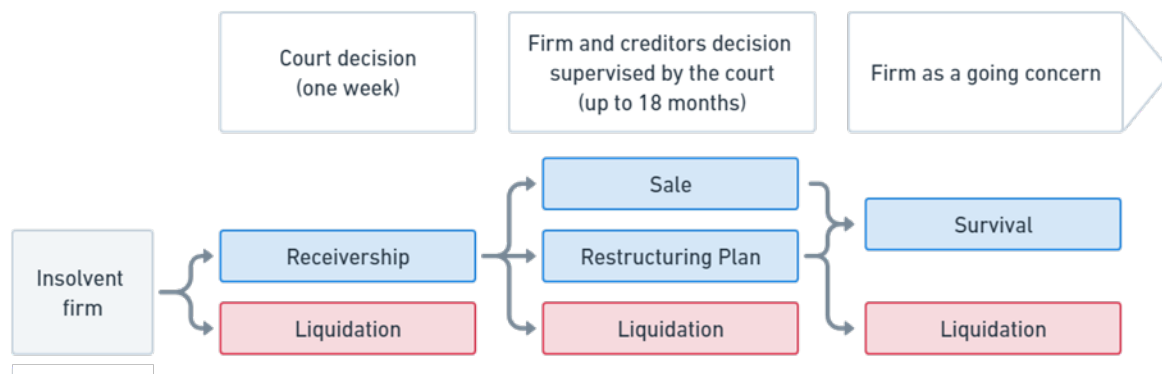 Court decision
(one week)
Firm and creditors decision
supervised by the court
(up to 18 months)
Firm as a going concern
Insolvent
firm
Receivership
Liquidation
Sale
Restructuring Plan
Liquidation
Survival
Liquidation